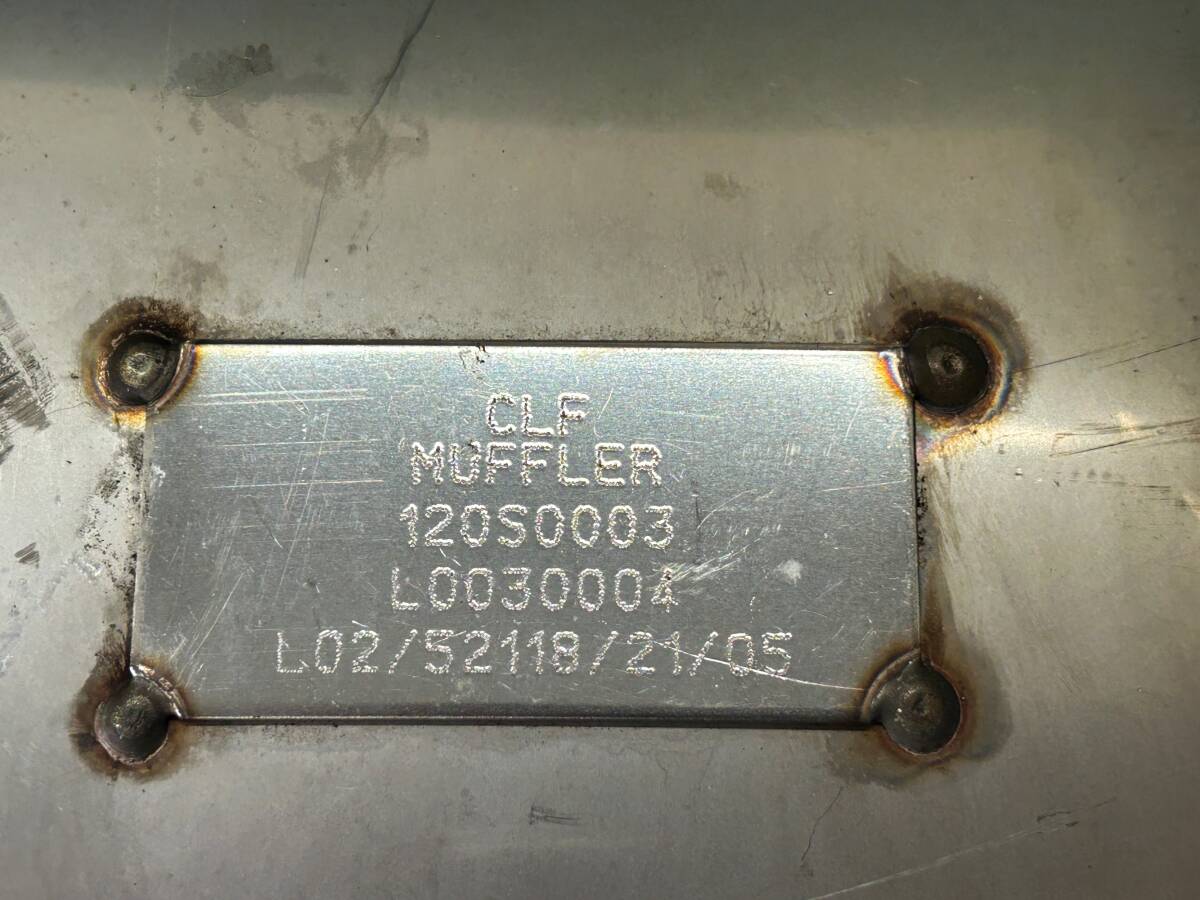 CLF
MUFFLER
120S0003
L0030004
L02/52118/21/05